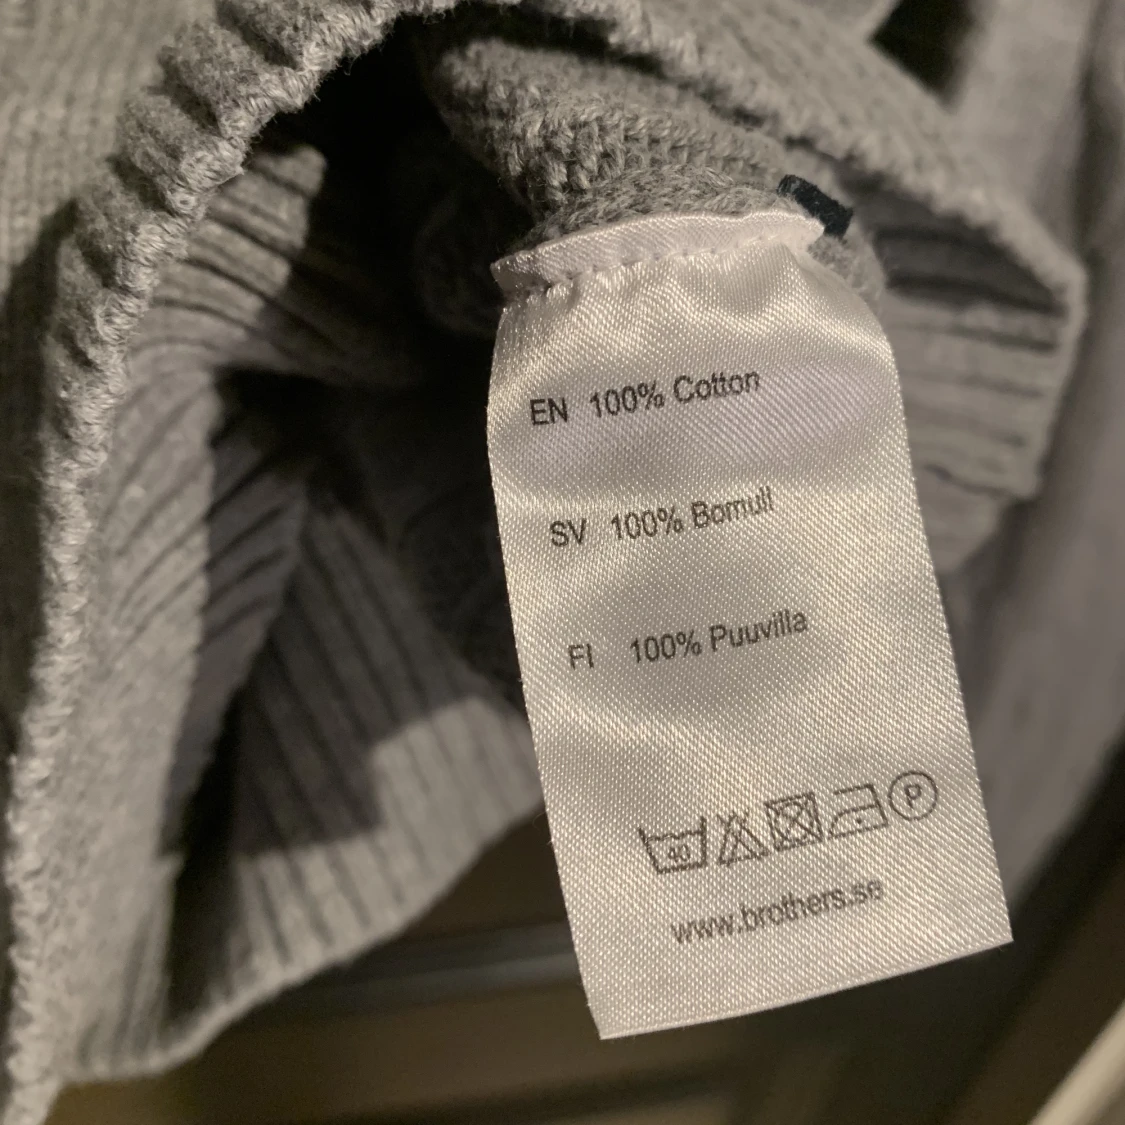 EN 100% Cotton
SV 100% Bomull
FI 100% Puuvilla
40 P
www.brothers.se